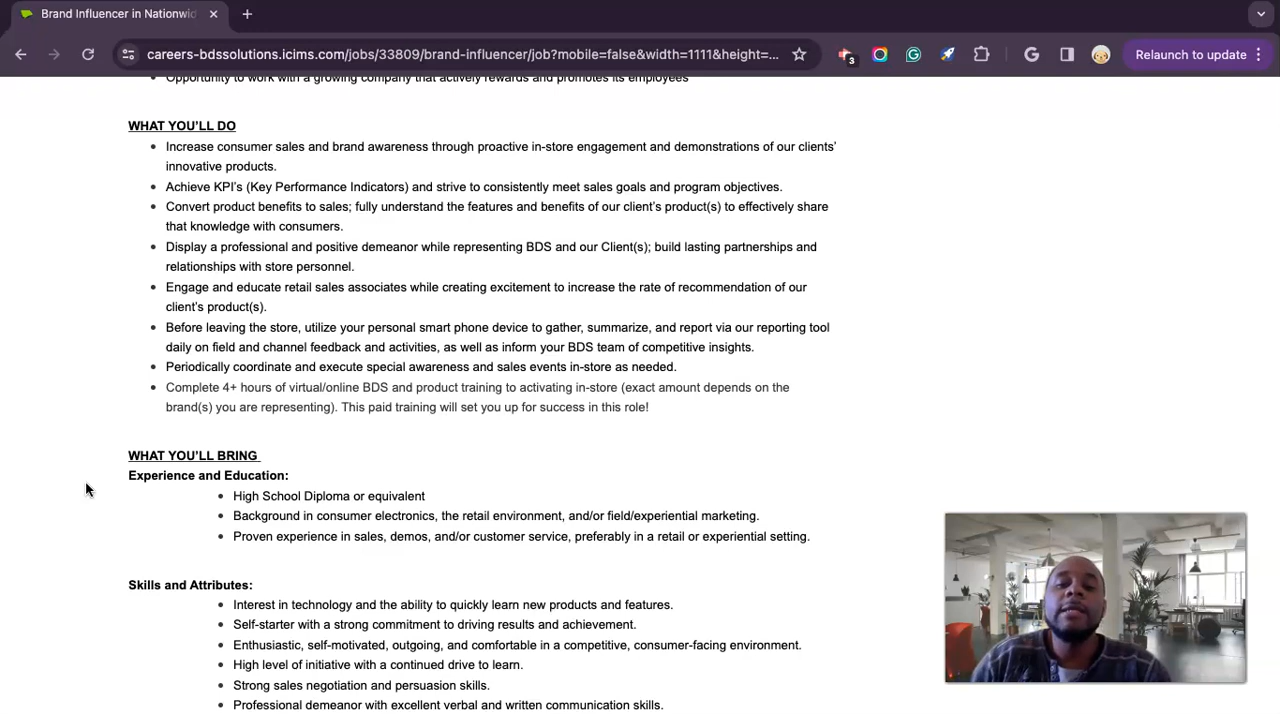 Brand Influencer in Nationwid
careers-bdssolutions.icims.com/jobs/33809/brand-influencer/job?mobile=false&width=1111&height=...
3
Relaunch to update
Opportunity to work with a growing company that actively rewards and promotes its employees
WHAT YOU'LL DO
Increase consumer sales and brand awareness through proactive in-store engagement and demonstrations of our clients'
innovative products.
Achieve KPI's (Key Performance Indicators) and strive to consistently meet sales goals and program objectives.
Convert product benefits to sales; fully understand the features and benefits of our client's product(s) to effectively share
that knowledge with consumers.
Display a professional and positive demeanor while representing BDS and our Client(s); build lasting partnerships and
relationships with store personnel.
Engage and educate retail sales associates while creating excitement to increase the rate of recommendation of our
client's product(s).
Before leaving the store, utilize your personal smart phone device to gather, summarize, and report via our reporting tool
daily on field and channel feedback and activities, as well as inform your BDS team of competitive insights.
Periodically coordinate and execute special awareness and sales events in-store as needed.
Complete 4+ hours of virtual/online BDS and product training to activating in-store (exact amount depends on the
brand(s) you are representing). This paid training will set you up for success in this role!
WHAT YOU'LL BRING
Experience and Education:
High School Diploma or equivalent
Background in consumer electronics, the retail environment, and/or field/experiential marketing.
Proven experience in sales, demos, and/or customer service, preferably in a retail or experiential setting.
Skills and Attributes:
Interest in technology and the ability to quickly learn new products and features.
Self-starter with a strong commitment to driving results and achievement.
Enthusiastic, self-motivated, outgoing, and comfortable in a competitive, consumer-facing environment.
High level of initiative with a continued drive to learn.
Strong sales negotiation and persuasion skills.
Professional demeanor with excellent verbal and written communication skills.